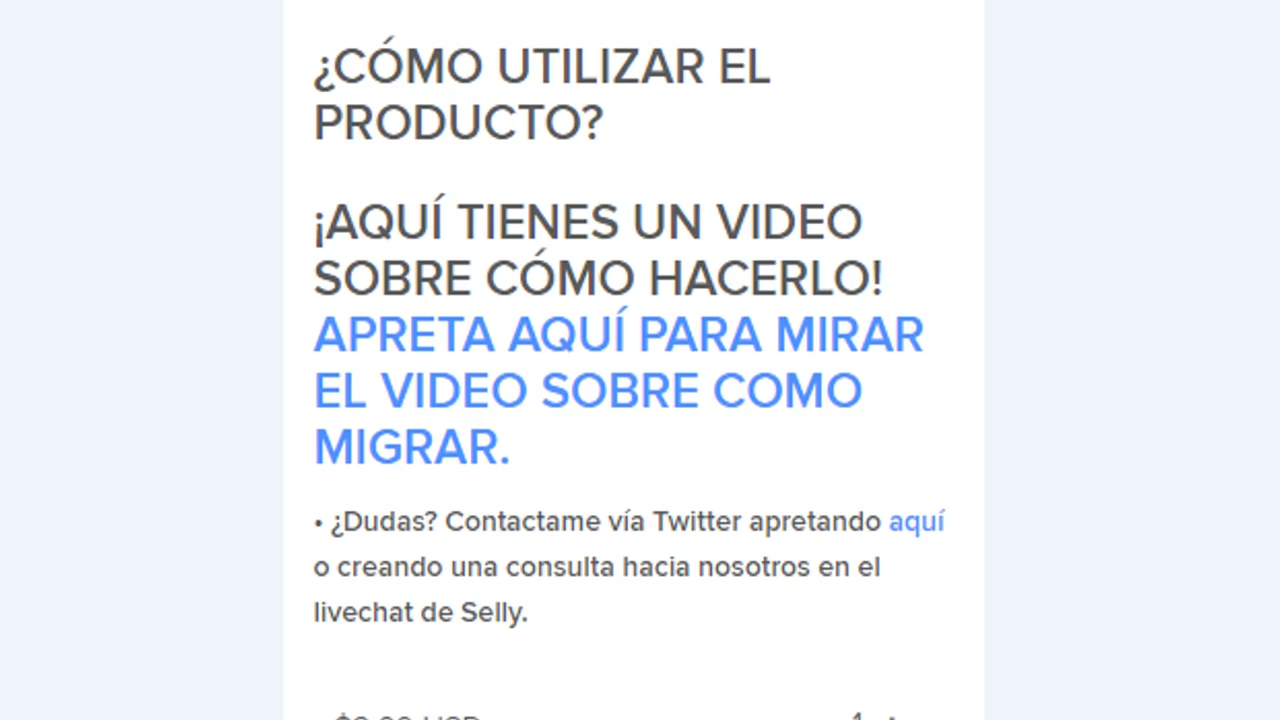 ¿CÓMO UTILIZAR EL
PRODUCTO?
¡AQUÍ TIENES UN VIDEO
SOBRE CÓMO HACERLO!
APRETA AQUÍ PARA MIRAR
EL VIDEO SOBRE COMO
MIGRAR.
• ¿Dudas? Contactame vía Twitter apretando aquí
o creando una consulta hacia nosotros en el
livechat de Selly.